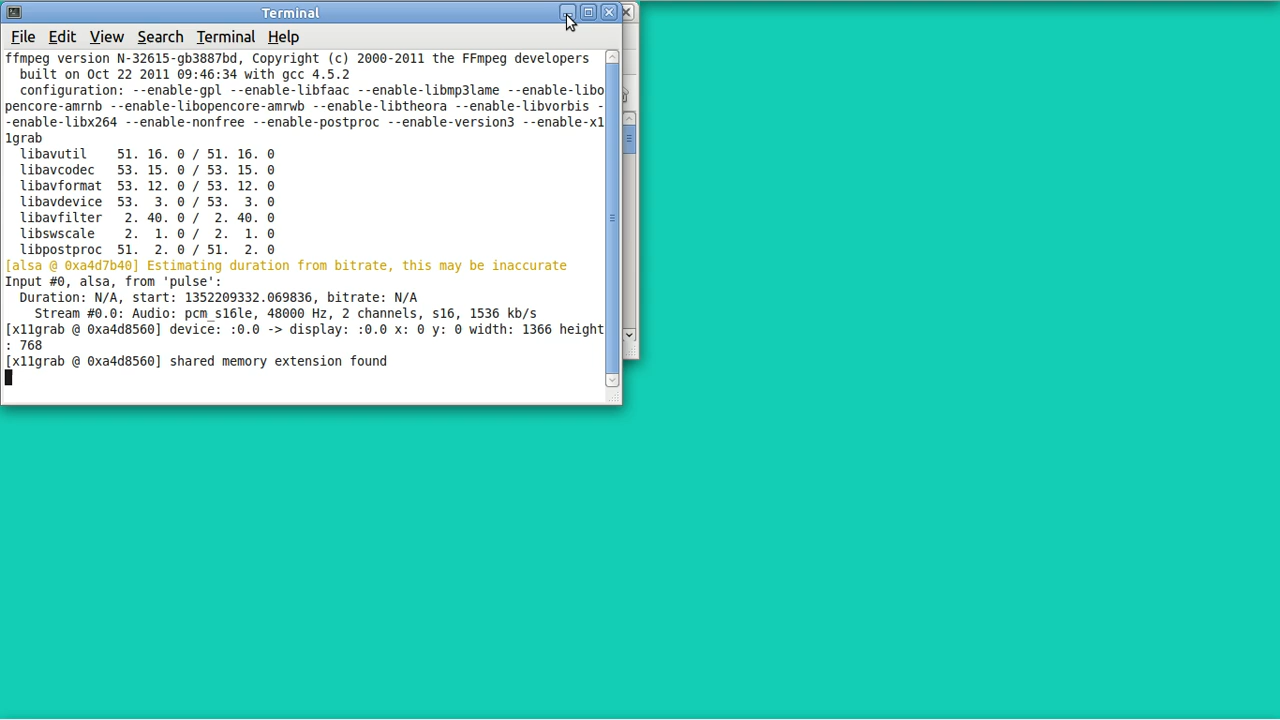 Terminal
File Edit View Search Terminal Help
ffmpeg version N-32615-gb3887bd, Copyright (c) 2000-2011 the FFmpeg developers
  built on Oct 22 2011 09:46:34 with gcc 4.5.2
  configuration: --enable-gpl --enable-libfaac --enable-libmp3lame --enable-libo
pencore-amrnb --enable-libopencore-amrwb --enable-libtheora --enable-libvorbis -
-enable-libx264 --enable-nonfree --enable-postproc --enable-version3 --enable-x1
1grab
  libavutil    51. 16. 0 / 51. 16. 0
  libavcodec   53. 15. 0 / 53. 15. 0
  libavformat  53. 12. 0 / 53. 12. 0
  libavdevice  53.  3. 0 / 53.  3. 0
  libavfilter   2. 40. 0 /  2. 40. 0
  libswscale    2.  1. 0 /  2.  1. 0
  libpostproc  51.  2. 0 / 51.  2. 0
[alsa @ 0xa4d7b40] Estimating duration from bitrate, this may be inaccurate
Input #0, alsa, from 'pulse':
  Duration: N/A, start: 1352209332.069836, bitrate: N/A
    Stream #0.0: Audio: pcm_s16le, 48000 Hz, 2 channels, s16, 1536 kb/s
[x11grab @ 0xa4d8560] device: :0.0 -> display: :0.0 x: 0 y: 0 width: 1366 height
: 768
[x11grab @ 0xa4d8560] shared memory extension found